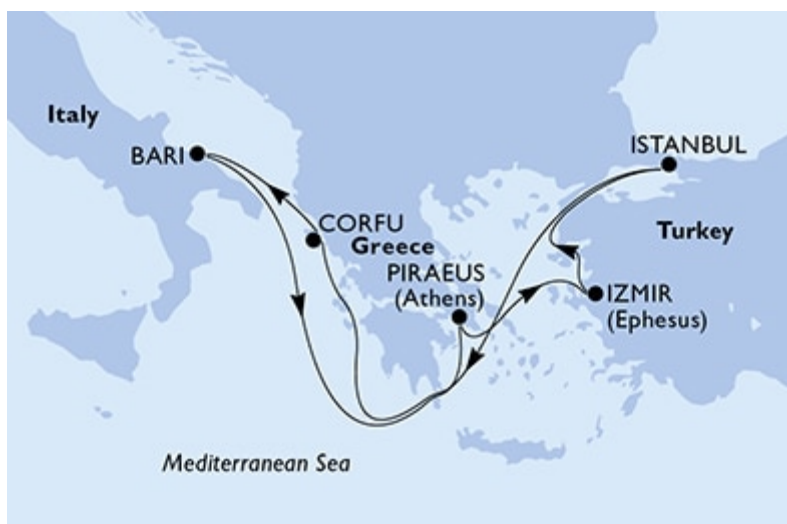 Italy
BARI
ISTANBUL
CORFU
Greece
Turkey
PIRAEUS
(Athens)
IZMIR
(Ephesus)
Mediterranean Sea